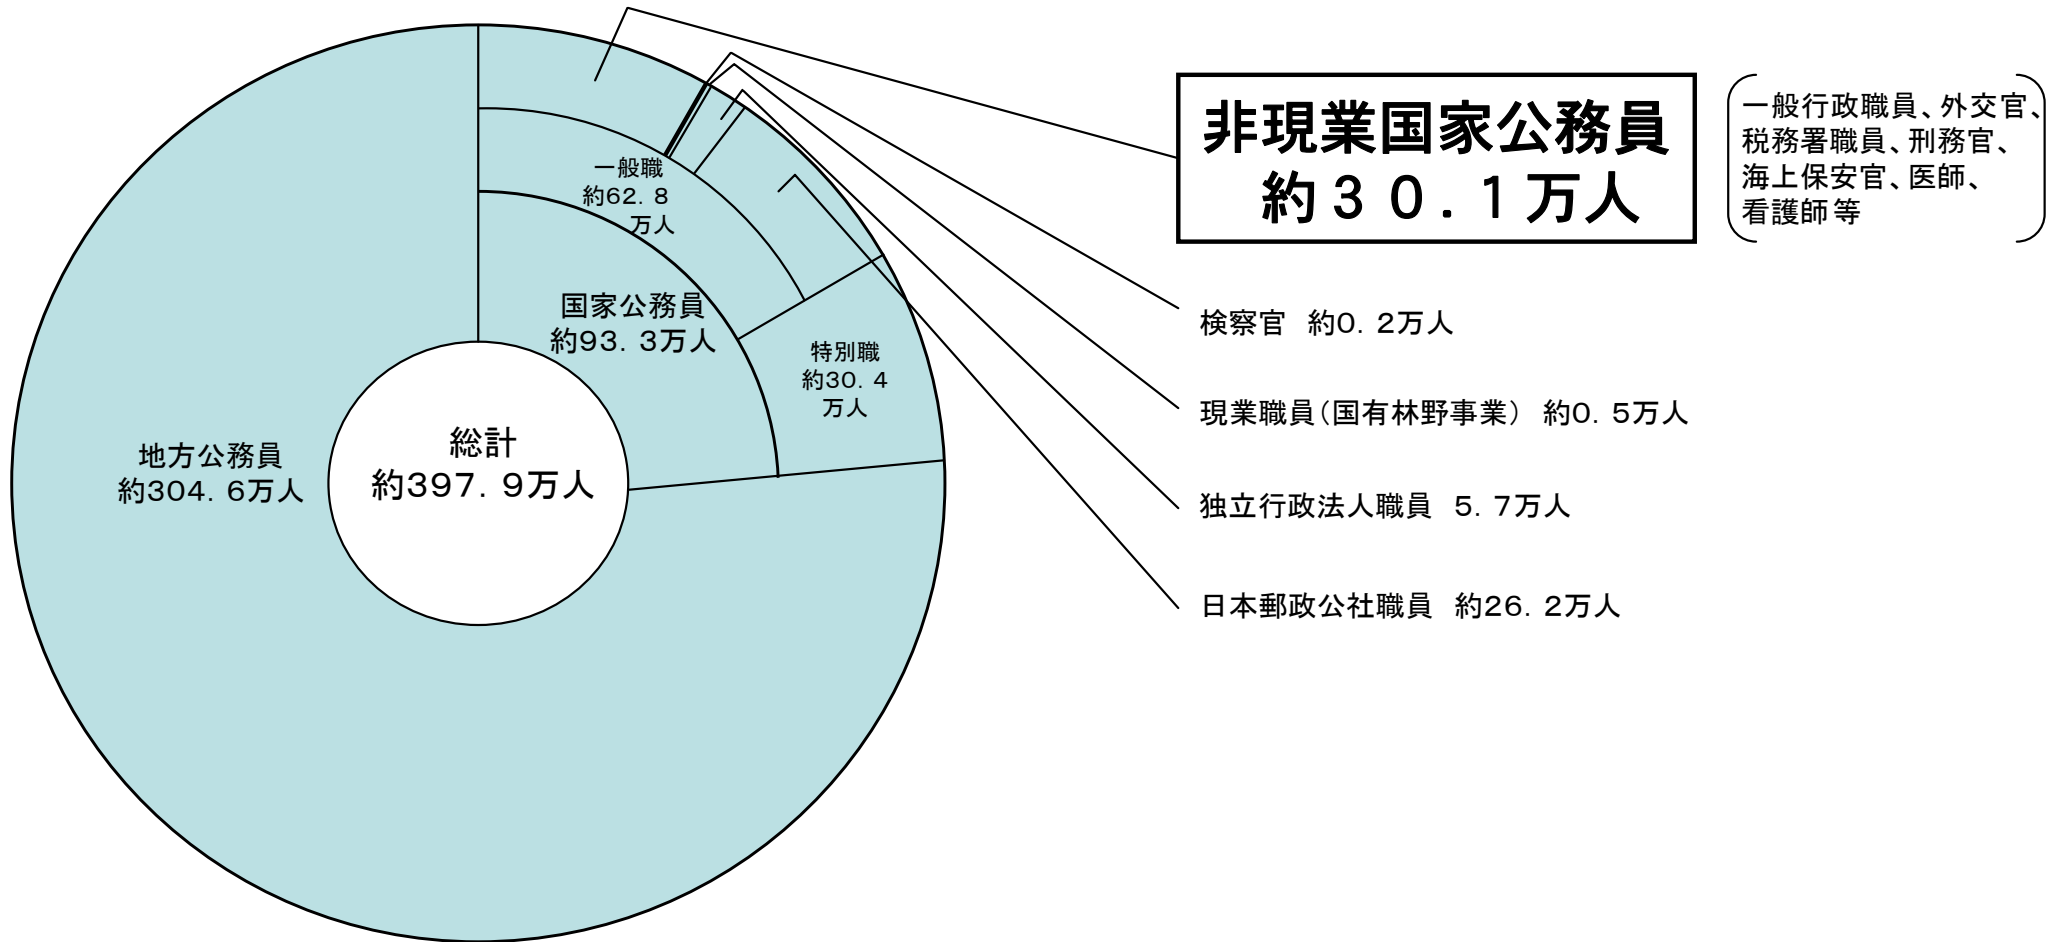 非現業国家公務員
約３０．１万人
一般行政職員、外交官、
税務署職員、刑務官、
海上保安官、医師、
看護師等
一般職
約62．8
万人
国家公務員
約93．3万人
特別職
約30．4
万人
地方公務員
約304．6万人
総計
約397．9万人
検察官　約0．2万人
現業職員（国有林野事業）　約0．5万人
独立行政法人職員　5．7万人
日本郵政公社職員　約26．2万人